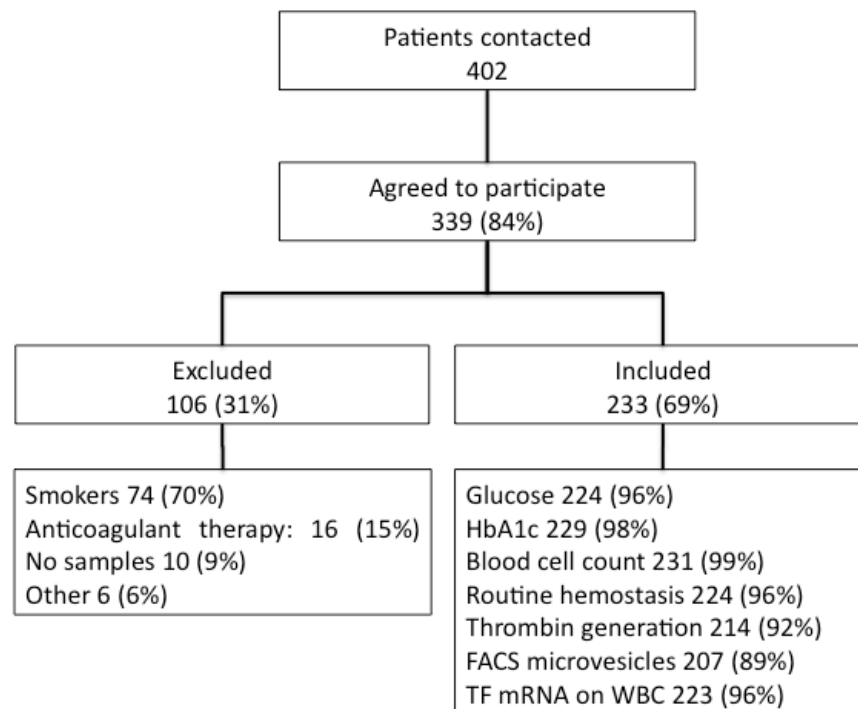 Patients contacted
402
Agreed to participate
339 (84%)
Excluded
106 (31%)
Included
233 (69%)
Smokers 74 (70%)
Anticoagulant therapy: 16 (15%)
No samples 10 (9%)
Other 6 (6%)
Glucose 224 (96%)
HbA1c 229 (98%)
Blood cell count 231 (99%)
Routine hemostasis 224 (96%)
Thrombin generation 214 (92%)
FACS microvesicles 207 (89%)
TF mRNA on WBC 223 (96%)